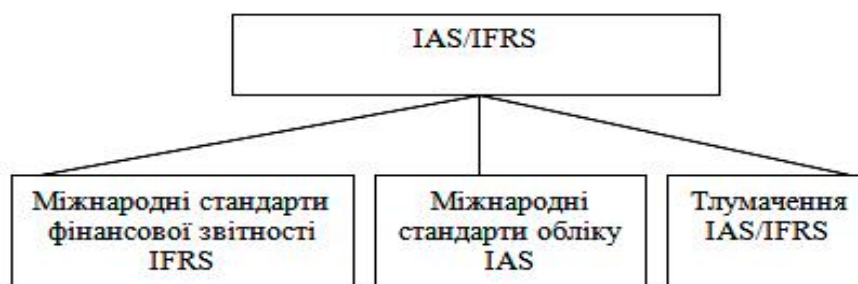 IAS/IFRS
Міжнародні стандарти
фінансової звітності
IFRS
Міжнародні
стандарти обліку
IAS
Тлумачення
IAS/IFRS